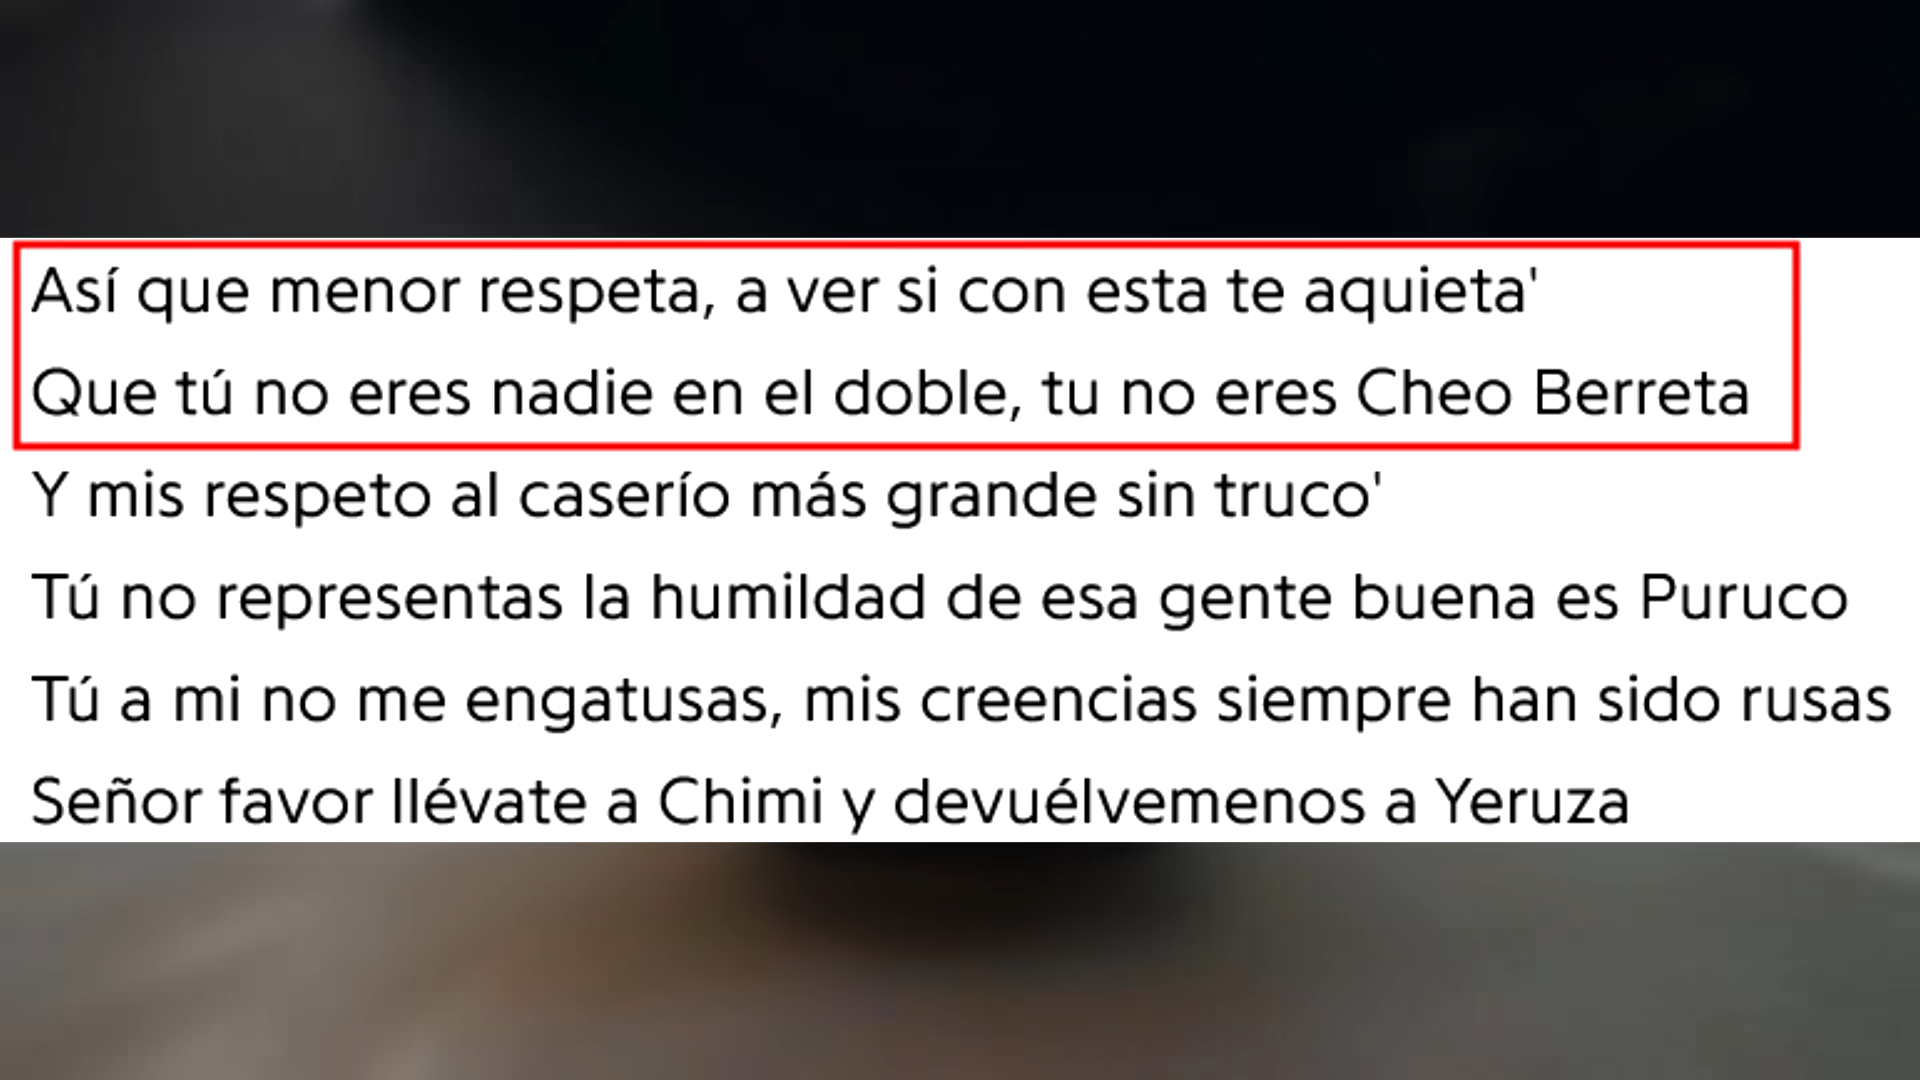 Así que menor respeta, a ver si con esta te aquieta'
Que tú no eres nadie en el doble, tu no eres Cheo Berreta
Y mis respeto al caserío más grande sin truco'
Tú no representas la humildad de esa gente buena es Puruco
Tú a mi no me engatusas, mis creencias siempre han sido rusas
Señor favor llévate a Chimi y devuélvemenos a Yeruza